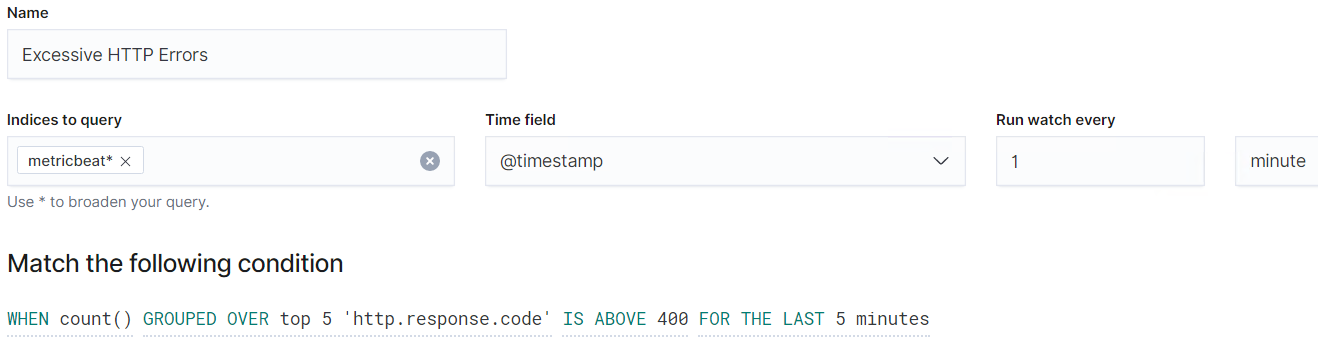 Name
Excessive HTTP Errors
Indices to query Time field Run watch every
metricbeat* × @timestamp 1 minute
Use * to broaden your query.
Match the following condition
WHEN count() GROUPED OVER top 5 'http.response.code' IS ABOVE 400 FOR THE LAST 5 minutes